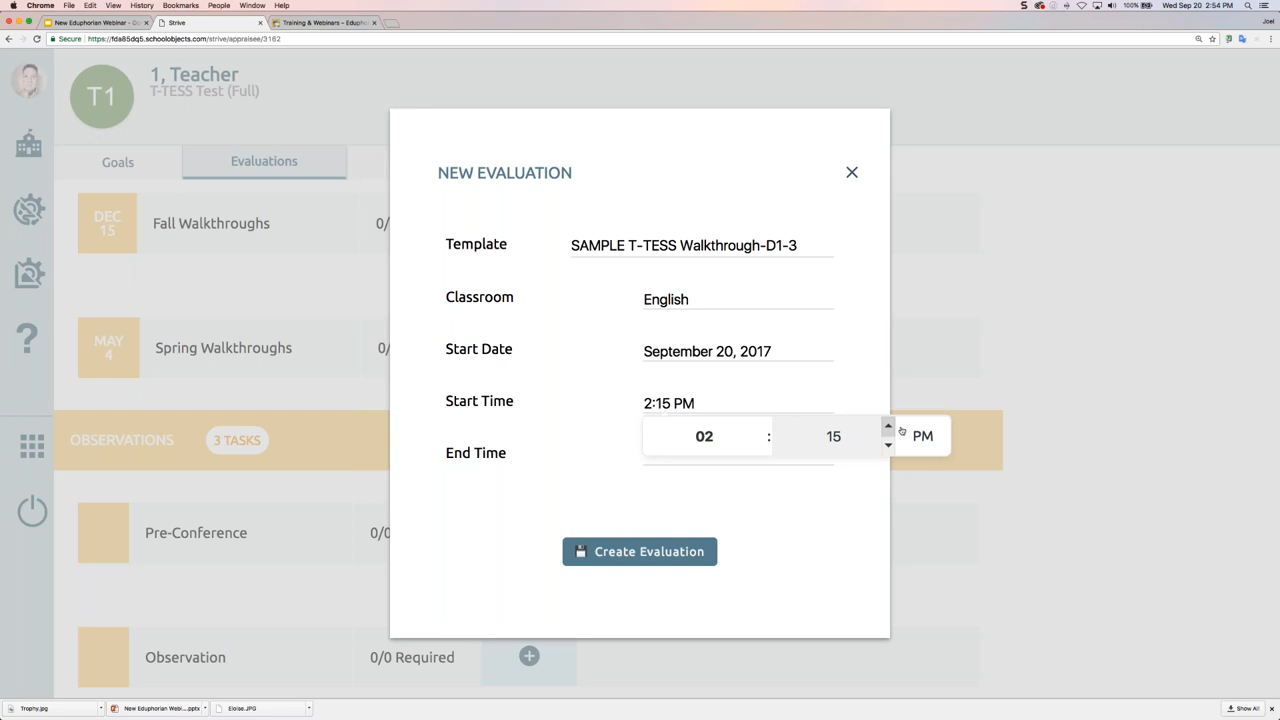 Chrome File Edit View History Bookmarks People Window Help
100% Wed Sep 20 2:54 PM
New Eduphorian Webinar - Go
Strive
Training & Webinars – Eduph
Joel
Secure https://fda85dq5.schoolobjects.com/strive/appraisee/3162
T1
1, Teacher
T-TESS Test (Full)
Goals
Evaluations
NEW EVALUATION
DEC
15
Fall Walkthroughs
0/
Template
SAMPLE T-TESS Walkthrough-D1-3
Classroom
English
MAY
4
Spring Walkthroughs
0/
Start Date
September 20, 2017
Start Time
2:15 PM
02 : 15 PM
OBSERVATIONS
3 TASKS
End Time
Pre-Conference
0/0
Create Evaluation
Observation
0/0 Required
Trophy.jpg
New Eduphorian Webi....pptx
Eloise.JPG
Show All